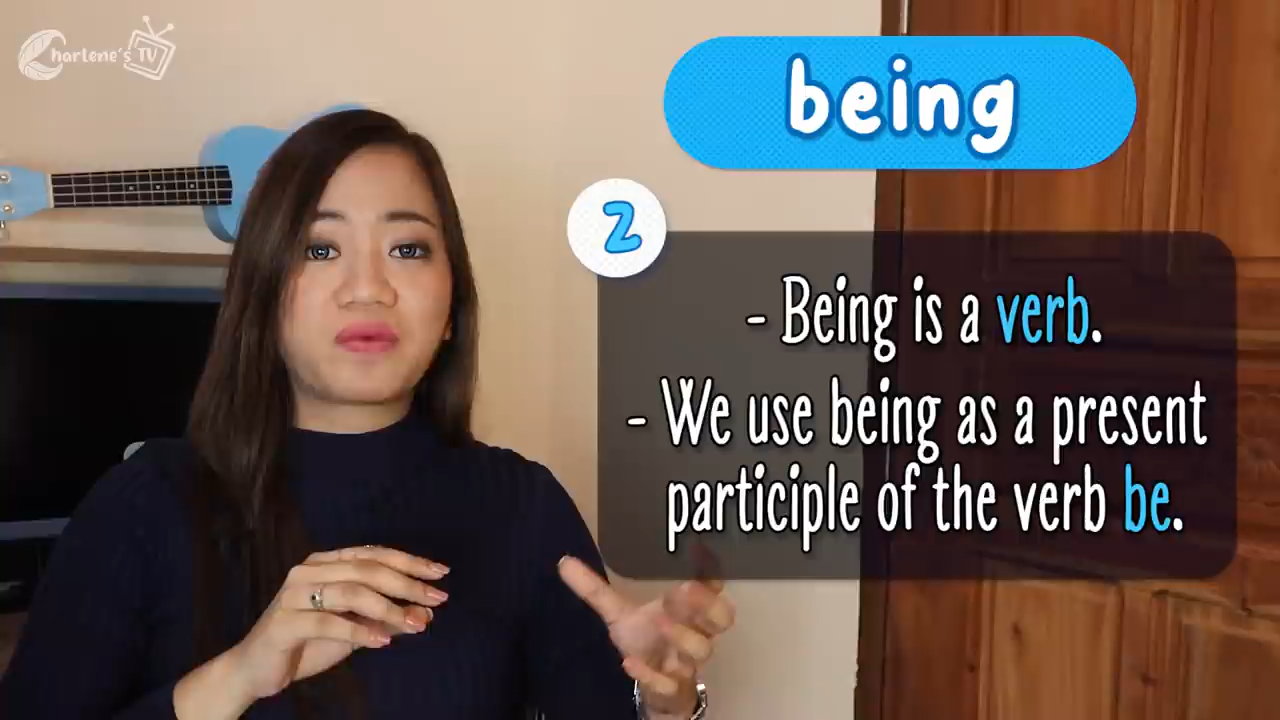 Charlene's TV
being
2
- Being is a verb.
- We use being as a present
participle of the verb be.